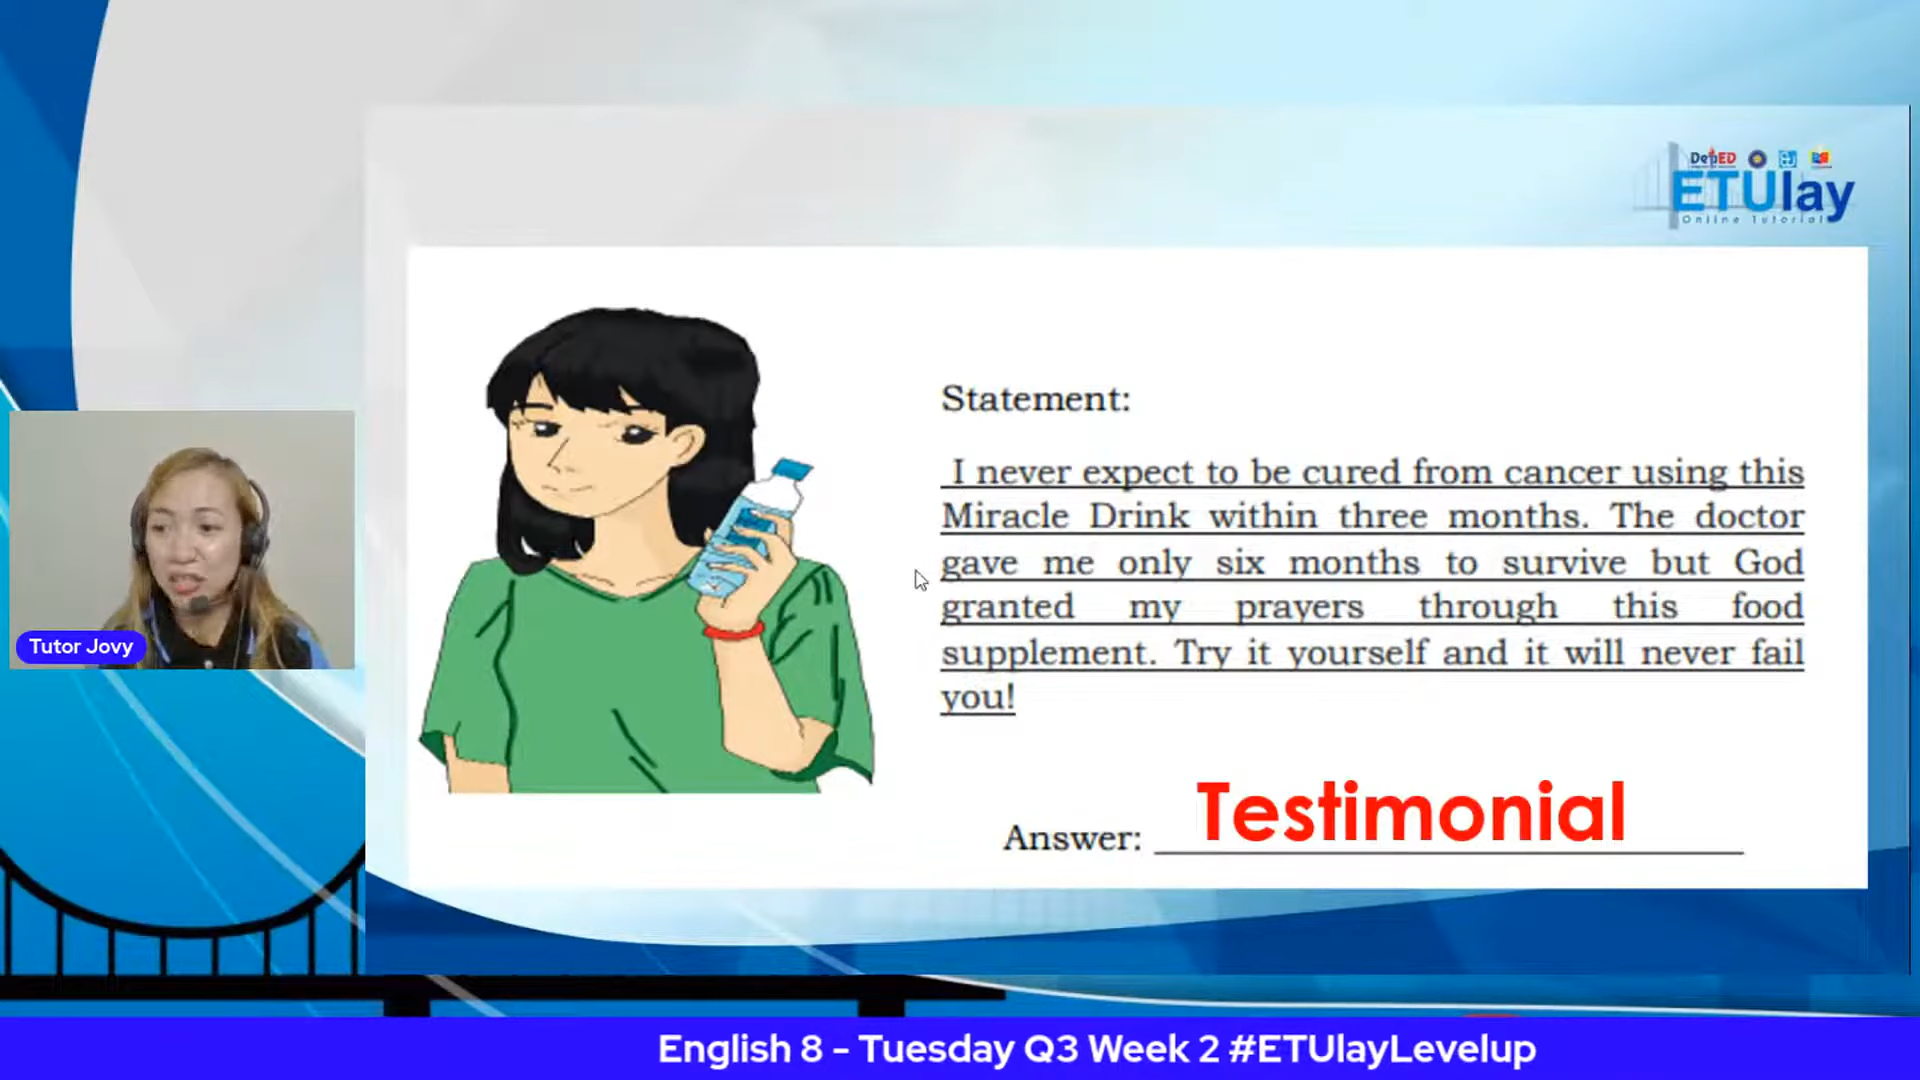 DepED
ETUlay
Online Tutorial
Statement:
I never expect to be cured from cancer using this
Miracle Drink within three months. The doctor
gave me only six months to survive but God
granted my prayers through this food
supplement. Try it yourself and it will never fail
you!
Testimonial
Answer:
Tutor Jovy
English 8 - Tuesday Q3 Week 2 #ETUlayLevelup